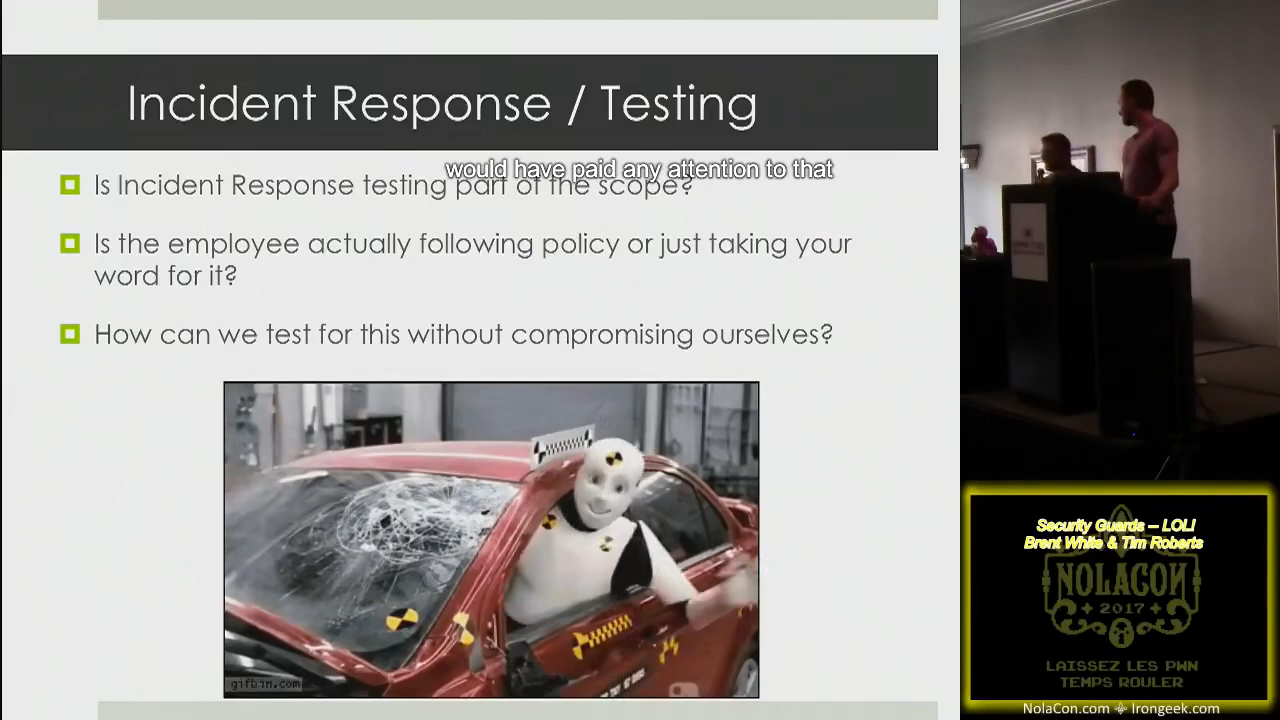 Incident Response / Testing
would have paid any attention to that
Is Incident Response testing part of the scope?
Is the employee actually following policy or just taking your
word for it?
How can we test for this without compromising ourselves?
gifbin.com
Security Guards – LOL!
Brent White & Tim Roberts
NOLACON
2017
LAISSEZ LES PWN
TEMPS ROULER
NolaCon.com Irongeek.com